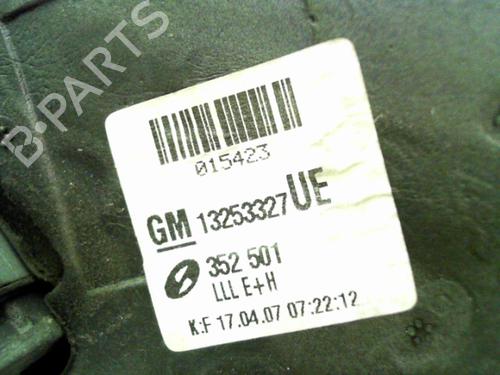 B-PARTS
015423
GM 13253327 UE
352 501
LLL E+H
K:F 17.04.07 07:22:12